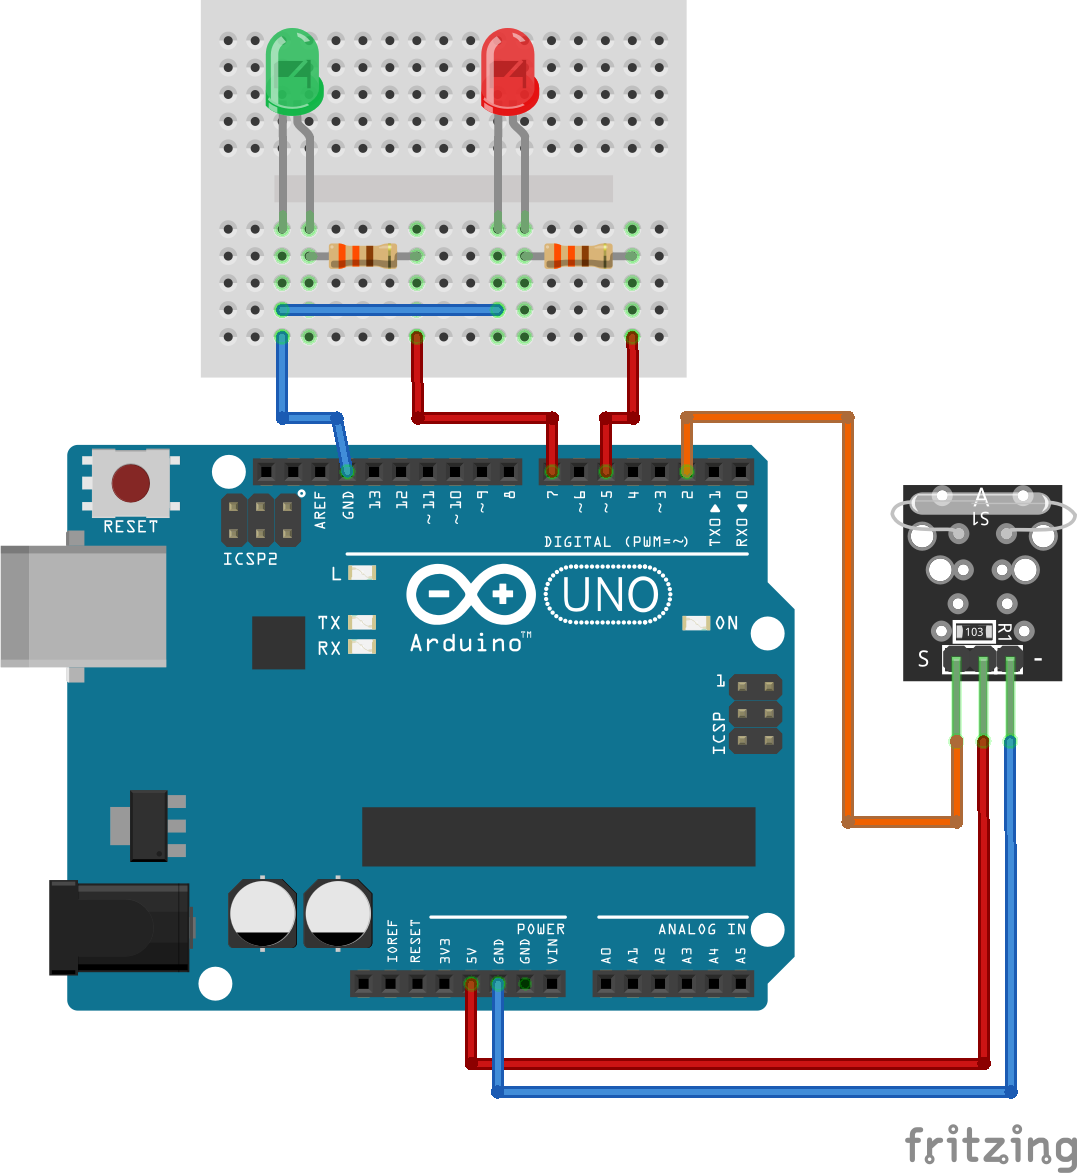 RESET
ICSP2
AREF
GND
13
12
~11
~10
~9
8
7
~6
~5
4
~3
2
TX0▶1
RX0◀0
DIGITAL (PWM=~)
L
TX
RX
Arduino™
UNO
ON
1
ICSP
A
S1
103
R1
S
-
IOREF
RESET
3V3
5V
GND
GND
VIN
POWER
ANALOG IN
A0
A1
A2
A3
A4
A5
fritzing